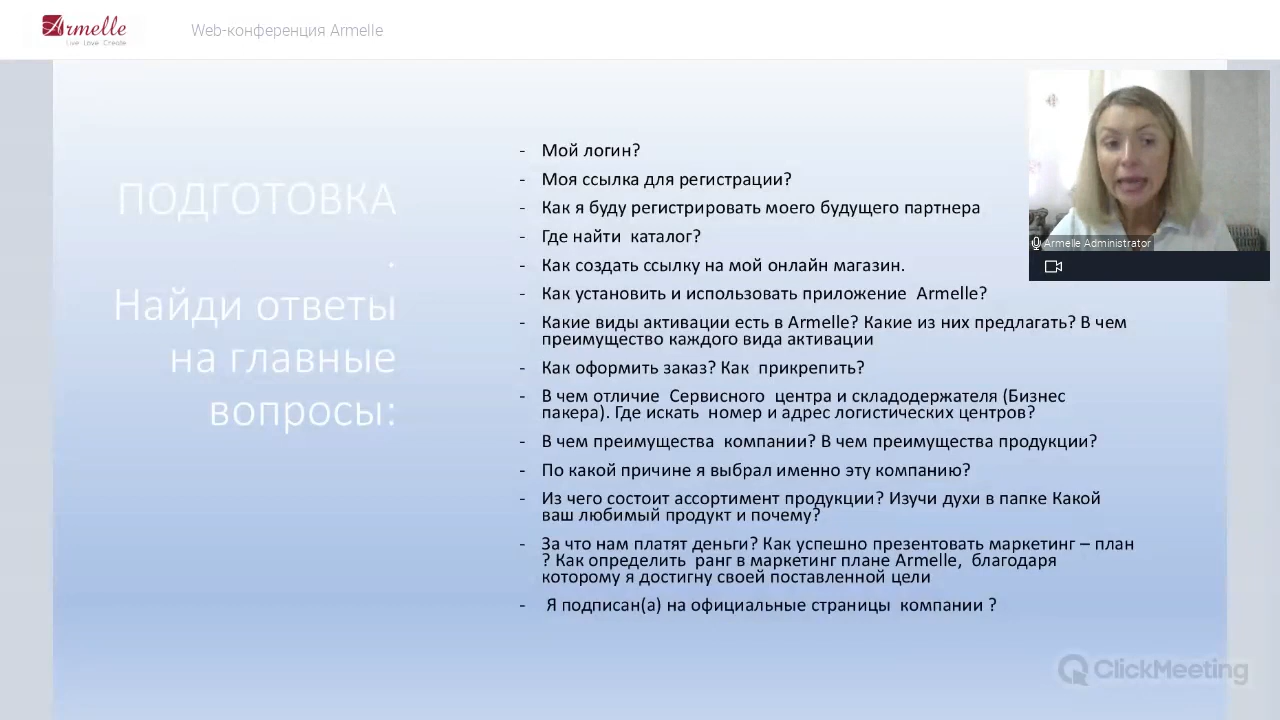 Armelle
Live Love Create
Web-конференция Armelle
ПОДГОТОВКА
.
Найди ответы
на главные
вопросы:
- Мой логин?
- Моя ссылка для регистрации?
- Как я буду регистрировать моего будущего партнера
- Где найти каталог?
- Как создать ссылку на мой онлайн магазин.
- Как установить и использовать приложение Armelle?
- Какие виды активации есть в Armelle? Какие из них предлагать? В чем
преимущество каждого вида активации
- Как оформить заказ? Как прикрепить?
- В чем отличие Сервисного центра и складодержателя (Бизнес
пакера). Где искать номер и адрес логистических центров?
- В чем преимущества компании? В чем преимущества продукции?
- По какой причине я выбрал именно эту компанию?
- Из чего состоит ассортимент продукции? Изучи духи в папке Какой
ваш любимый продукт и почему?
- За что нам платят деньги? Как успешно презентовать маркетинг – план
? Как определить ранг в маркетинг плане Armelle, благодаря
которому я достигну своей поставленной цели
- Я подписан(а) на официальные страницы компании ?
Armelle Administrator
ClickMeeting